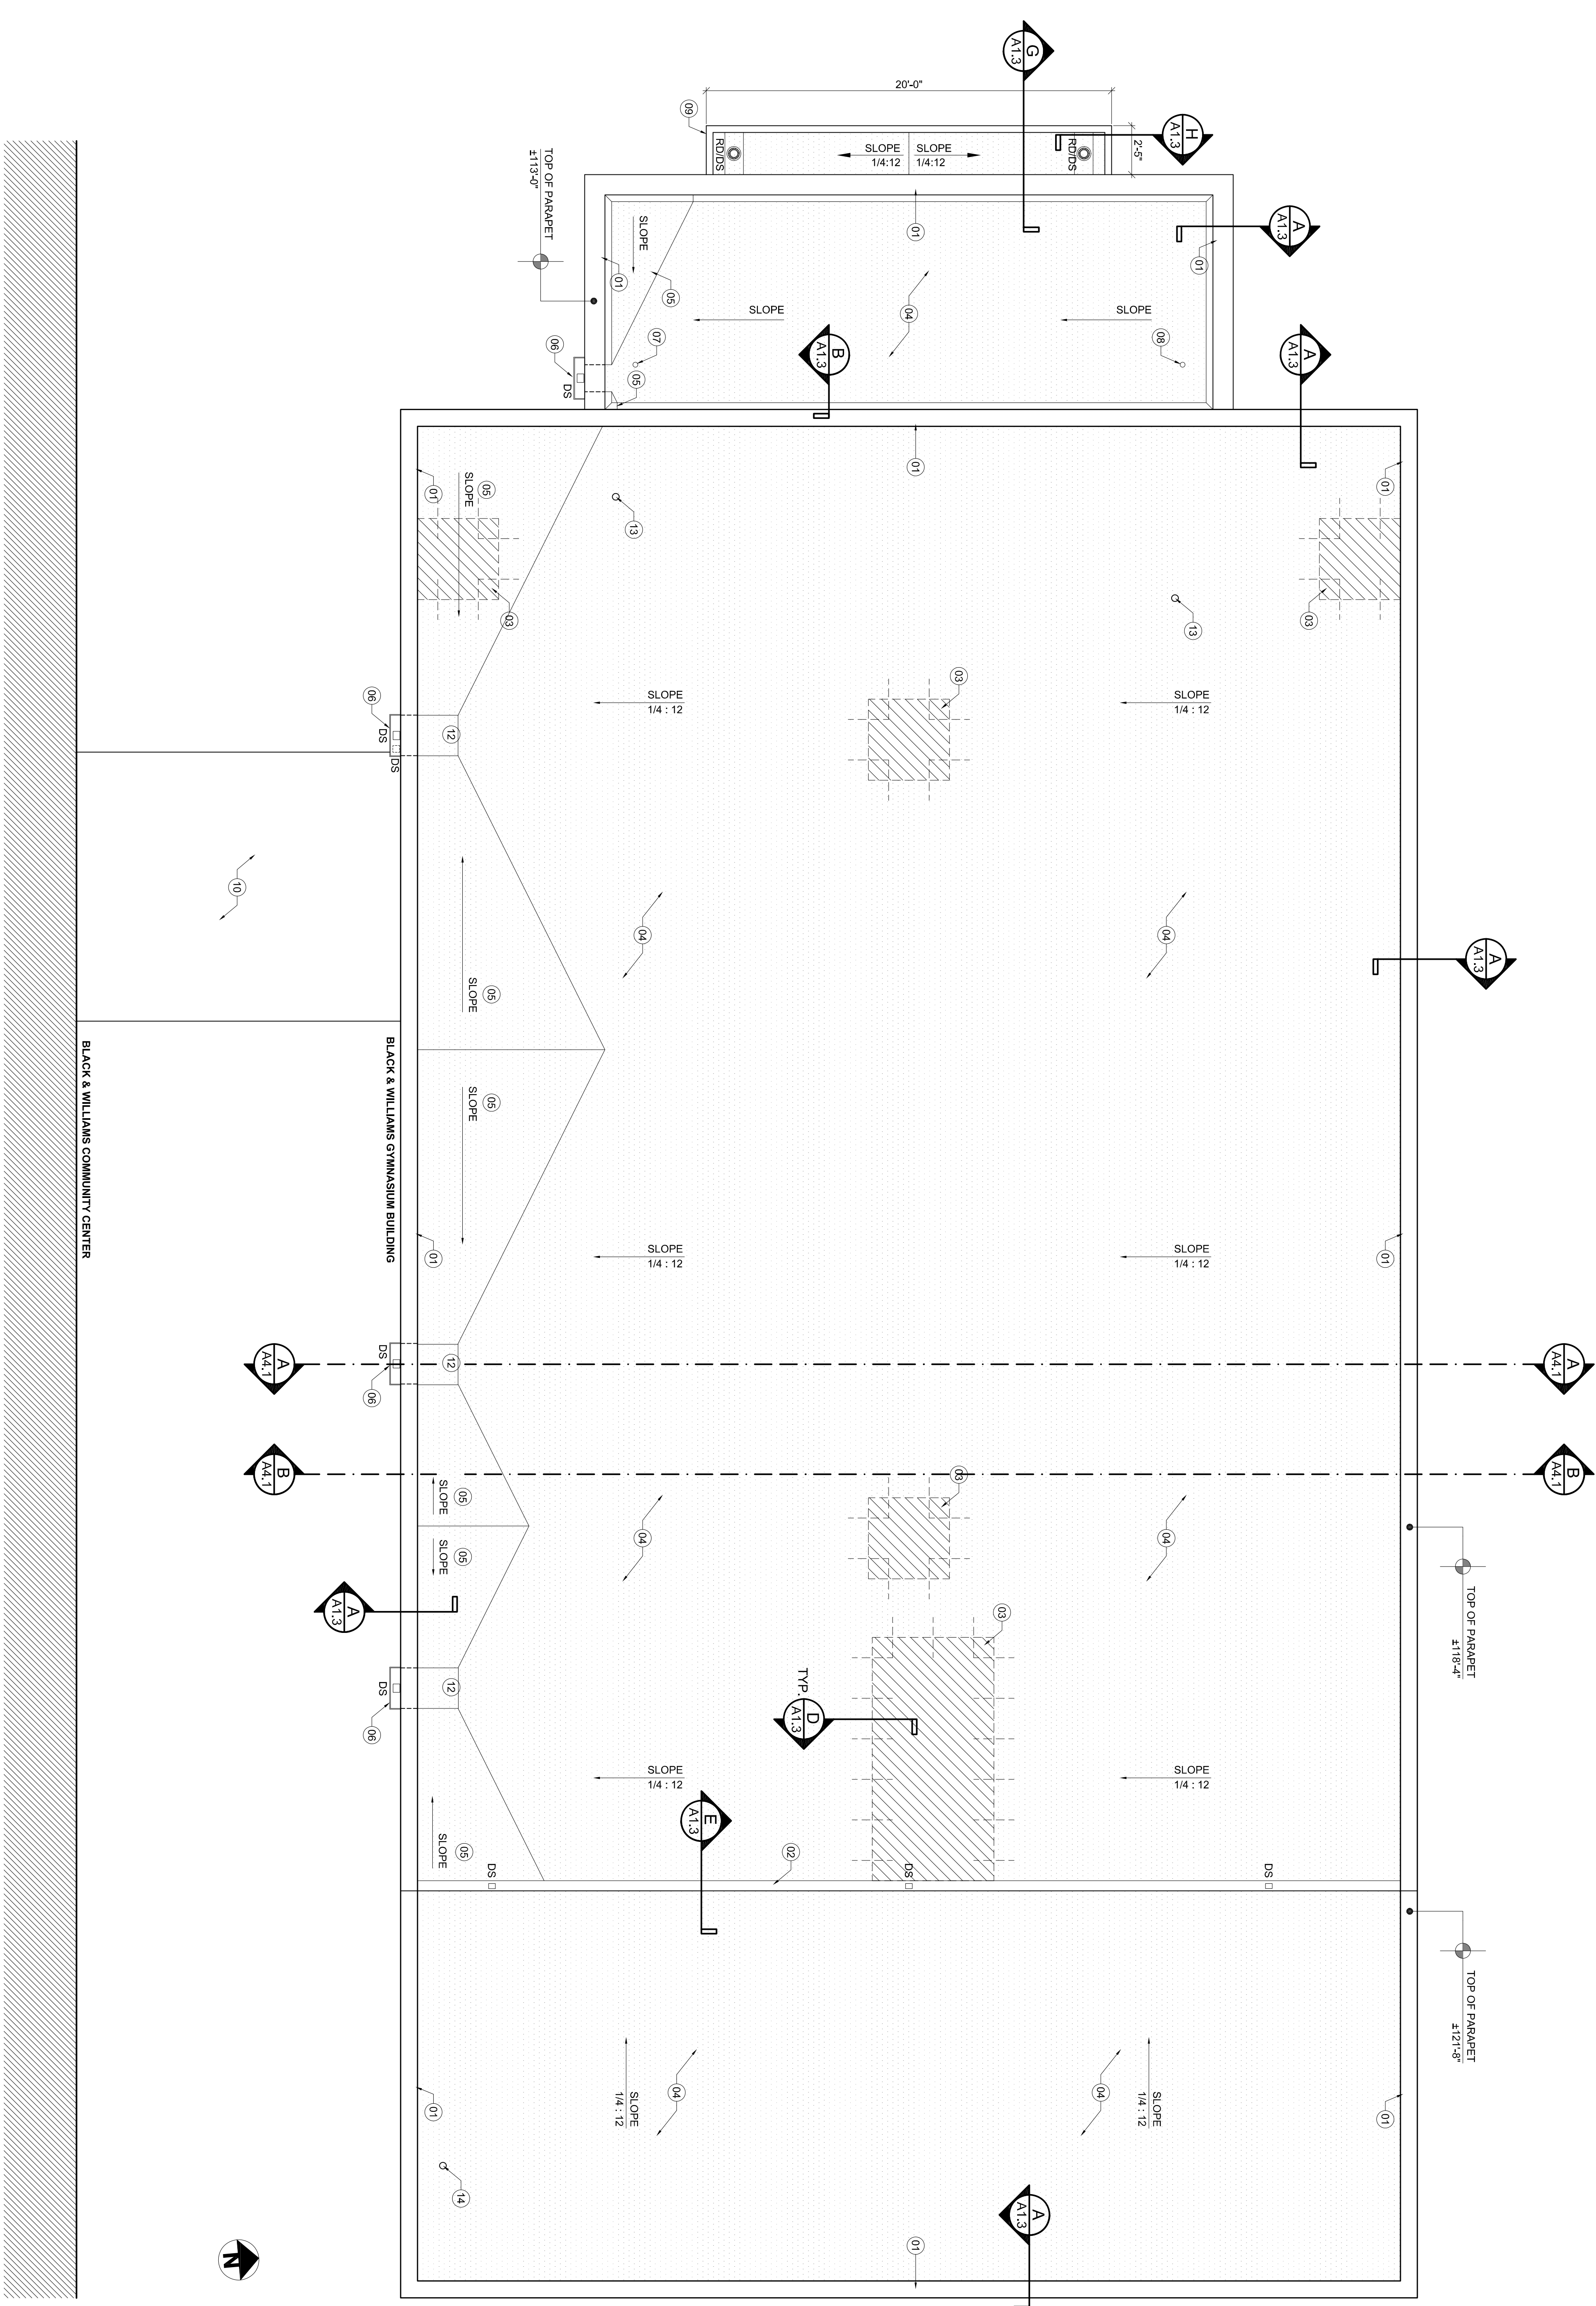 G
A1.3
20'-0"
H
A1.3
2'-5"
09
RD/DS
SLOPE
1/4:12
SLOPE
1/4:12
RD/DS
TOP OF PARAPET
±113'-0"
SLOPE
01
01
01
A
A1.3
05
04
SLOPE
SLOPE
06
07
05
DS
B
A1.3
08
A
A1.3
01
01
01
05
SLOPE
13
03
13
03
03
06
SLOPE
1/4 : 12
SLOPE
1/4 : 12
12
DS
DS
10
04
04
A
A1.3
05
SLOPE
BLACK & WILLIAMS COMMUNITY CENTER
BLACK & WILLIAMS GYMNASIUM BUILDING
05
SLOPE
01
SLOPE
1/4 : 12
SLOPE
1/4 : 12
01
A
A4.1
DS
12
06
A
A4.1
B
A4.1
05
SLOPE
03
B
A4.1
04
04
05
SLOPE
TOP OF PARAPET
±118'-4"
A
A1.3
03
DS
12
06
TYP.
D
A1.3
SLOPE
1/4 : 12
SLOPE
1/4 : 12
E
A1.3
SLOPE
05
02
DS
DS
DS
TOP OF PARAPET
±121'-8"
04
04
SLOPE
1/4 : 12
SLOPE
1/4 : 12
01
01
14
A
A1.3
01
N